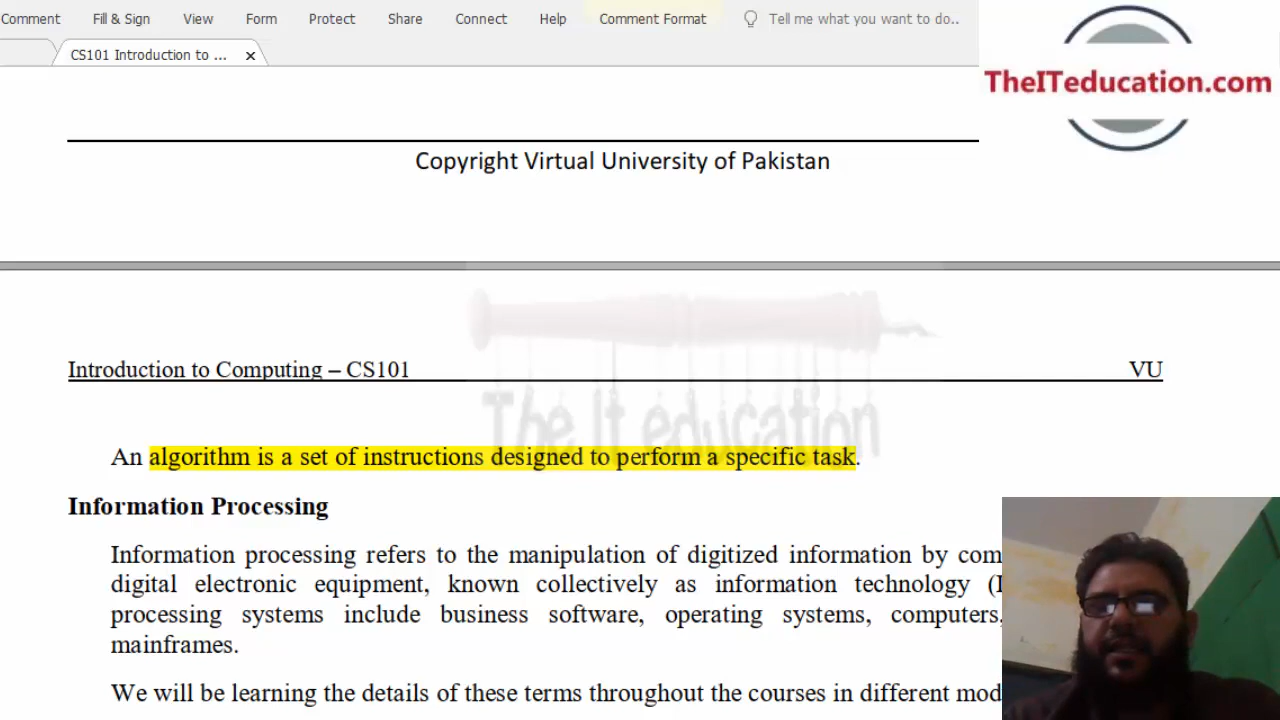 Comment Fill & Sign View Form Protect Share Connect Help Comment Format Tell me what you want to do..
CS101 Introduction to ...
TheITeducation.com
Copyright Virtual University of Pakistan
Introduction to Computing – CS101 VU
The It education
An algorithm is a set of instructions designed to perform a specific task.
Information Processing
Information processing refers to the manipulation of digitized information by com
digital electronic equipment, known collectively as information technology (I
processing systems include business software, operating systems, computers,
mainframes.
We will be learning the details of these terms throughout the courses in different mod